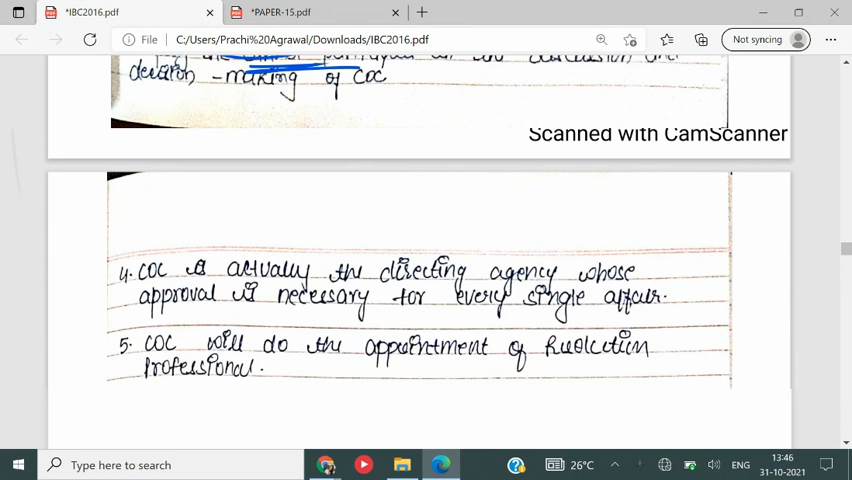 *IBC2016.pdf
*PAPER-15.pdf
File C:/Users/Prachi%20Agrawal/Downloads/IBC2016.pdf
Not syncing
decision - making of COC
Scanned with CamScanner
4. COC is actually the directing agency whose
approval is necessary for every single affair.
5. COC will do the appointment of
Professional.
Type here to search
26°C
ENG
13:46
31-10-2021